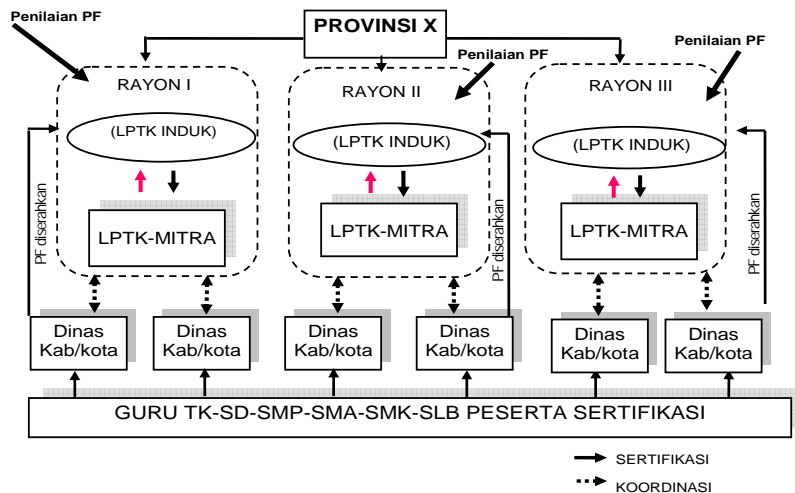 PROVINSI X
Penilaian PF
Penilaian PF
Penilaian PF
RAYON I
RAYON II
RAYON III
(LPTK INDUK)
(LPTK INDUK)
(LPTK INDUK)
PF diserahkan
LPTK-MITRA
LPTK-MITRA
PF diserahkan
LPTK-MITRA
PF diserahkan
Dinas
Kab/kota
Dinas
Kab/kota
Dinas
Kab/kota
Dinas
Kab/kota
Dinas
Kab/kota
Dinas
Kab/kota
GURU TK-SD-SMP-SMA-SMK-SLB PESERTA SERTIFIKASI
SERTIFIKASI
KOORDINASI